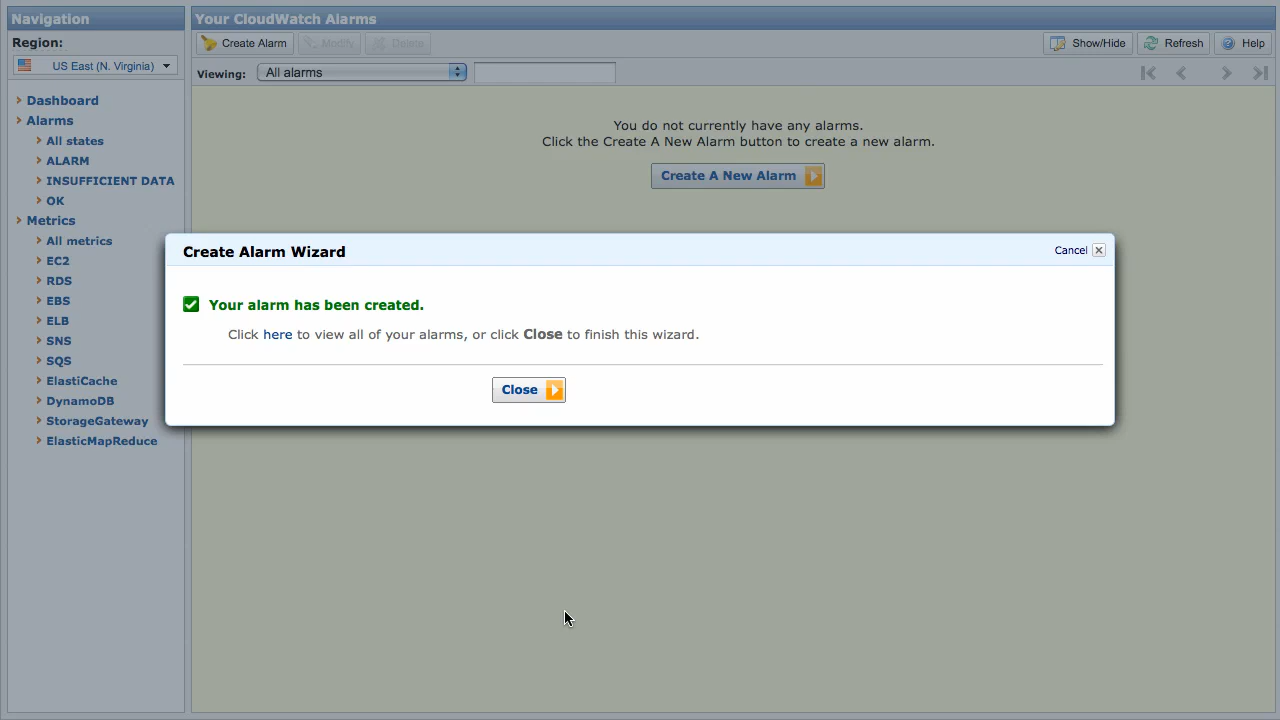 Navigation
Region:
US East (N. Virginia)
Dashboard
Alarms
All states
ALARM
INSUFFICIENT DATA
OK
Metrics
All metrics
EC2
RDS
EBS
ELB
SNS
SQS
ElastiCache
DynamoDB
StorageGateway
ElasticMapReduce
Your CloudWatch Alarms
Create Alarm Modify Delete Show/Hide Refresh Help
Viewing: All alarms
You do not currently have any alarms.
Click the Create A New Alarm button to create a new alarm.
Create A New Alarm
Create Alarm Wizard Cancel
Your alarm has been created.
Click here to view all of your alarms, or click Close to finish this wizard.
Close